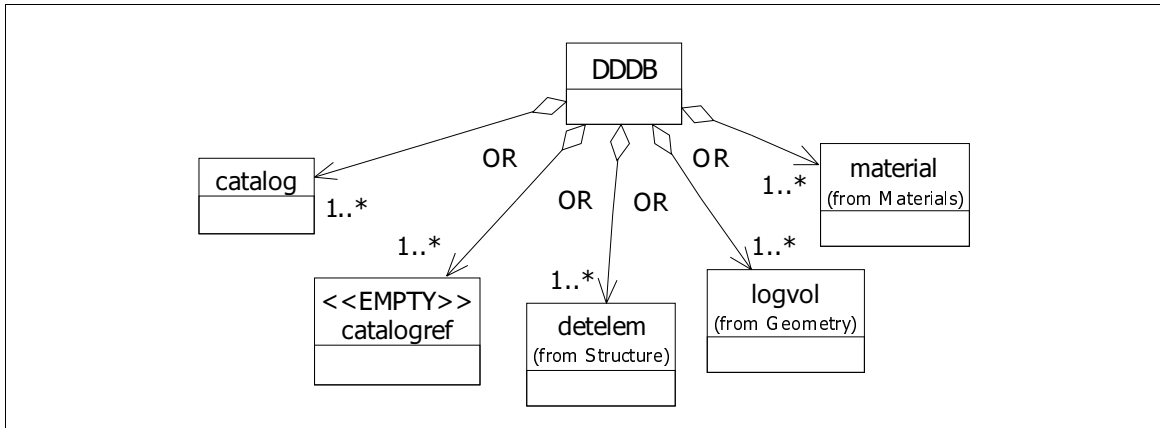 DDDB
OR
OR
OR
OR
catalog
1..*
1..*
<<EMPTY>>
catalogref
1..*
detelem
(from Structure)
1..*
logvol
(from Geometry)
1..*
material
(from Materials)